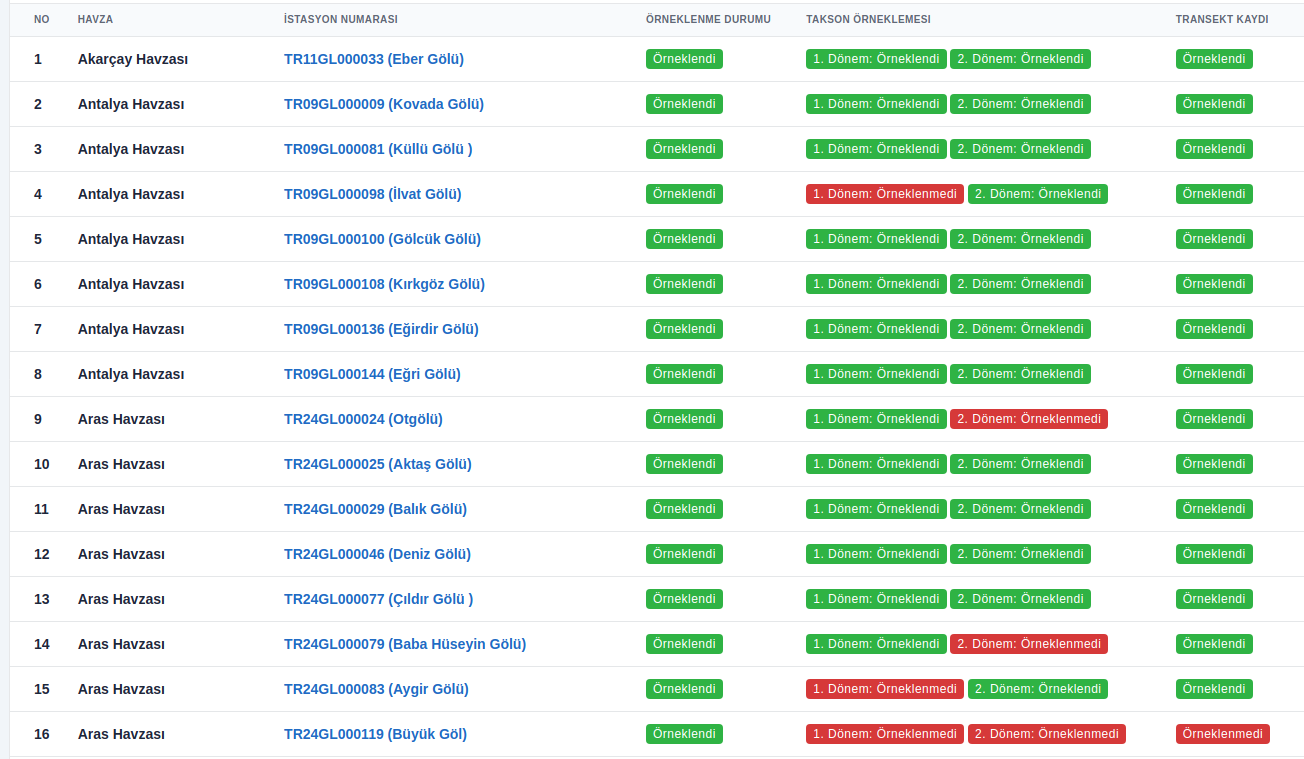 NO HAVZA İSTASYON NUMARASI ÖRNEKLENME DURUMU TAKSON ÖRNEKLEMESI TRANSEKT KAYDI
1 Akarçay Havzası TR11GL000033 (Eber Gölü) Örneklendi 1. Dönem: Örneklendi 2. Dönem: Örneklendi Örneklendi
2 Antalya Havzası TR09GL000009 (Kovada Gölü) Örneklendi 1. Dönem: Örneklendi 2. Dönem: Örneklendi Örneklendi
3 Antalya Havzası TR09GL000081 (Küllü Gölü ) Örneklendi 1. Dönem: Örneklendi 2. Dönem: Örneklendi Örneklendi
4 Antalya Havzası TR09GL000098 (İlvat Gölü) Örneklendi 1. Dönem: Örneklenmedi 2. Dönem: Örneklendi Örneklendi
5 Antalya Havzası TR09GL000100 (Gölcük Gölü) Örneklendi 1. Dönem: Örneklendi 2. Dönem: Örneklendi Örneklendi
6 Antalya Havzası TR09GL000108 (Kırkgöz Gölü) Örneklendi 1. Dönem: Örneklendi 2. Dönem: Örneklendi Örneklendi
7 Antalya Havzası TR09GL000136 (Eğirdir Gölü) Örneklendi 1. Dönem: Örneklendi 2. Dönem: Örneklendi Örneklendi
8 Antalya Havzası TR09GL000144 (Eğri Gölü) Örneklendi 1. Dönem: Örneklendi 2. Dönem: Örneklendi Örneklendi
9 Aras Havzası TR24GL000024 (Otgölü) Örneklendi 1. Dönem: Örneklendi 2. Dönem: Örneklenmedi Örneklendi
10 Aras Havzası TR24GL000025 (Aktaş Gölü) Örneklendi 1. Dönem: Örneklendi 2. Dönem: Örneklendi Örneklendi
11 Aras Havzası TR24GL000029 (Balık Gölü) Örneklendi 1. Dönem: Örneklendi 2. Dönem: Örneklendi Örneklendi
12 Aras Havzası TR24GL000046 (Deniz Gölü) Örneklendi 1. Dönem: Örneklendi 2. Dönem: Örneklendi Örneklendi
13 Aras Havzası TR24GL000077 (Çıldır Gölü ) Örneklendi 1. Dönem: Örneklendi 2. Dönem: Örneklendi Örneklendi
14 Aras Havzası TR24GL000079 (Baba Hüseyin Gölü) Örneklendi 1. Dönem: Örneklendi 2. Dönem: Örneklenmedi Örneklendi
15 Aras Havzası TR24GL000083 (Aygir Gölü) Örneklendi 1. Dönem: Örneklenmedi 2. Dönem: Örneklendi Örneklendi
16 Aras Havzası TR24GL000119 (Büyük Göl) Örneklendi 1. Dönem: Örneklenmedi 2. Dönem: Örneklenmedi Örneklenmedi